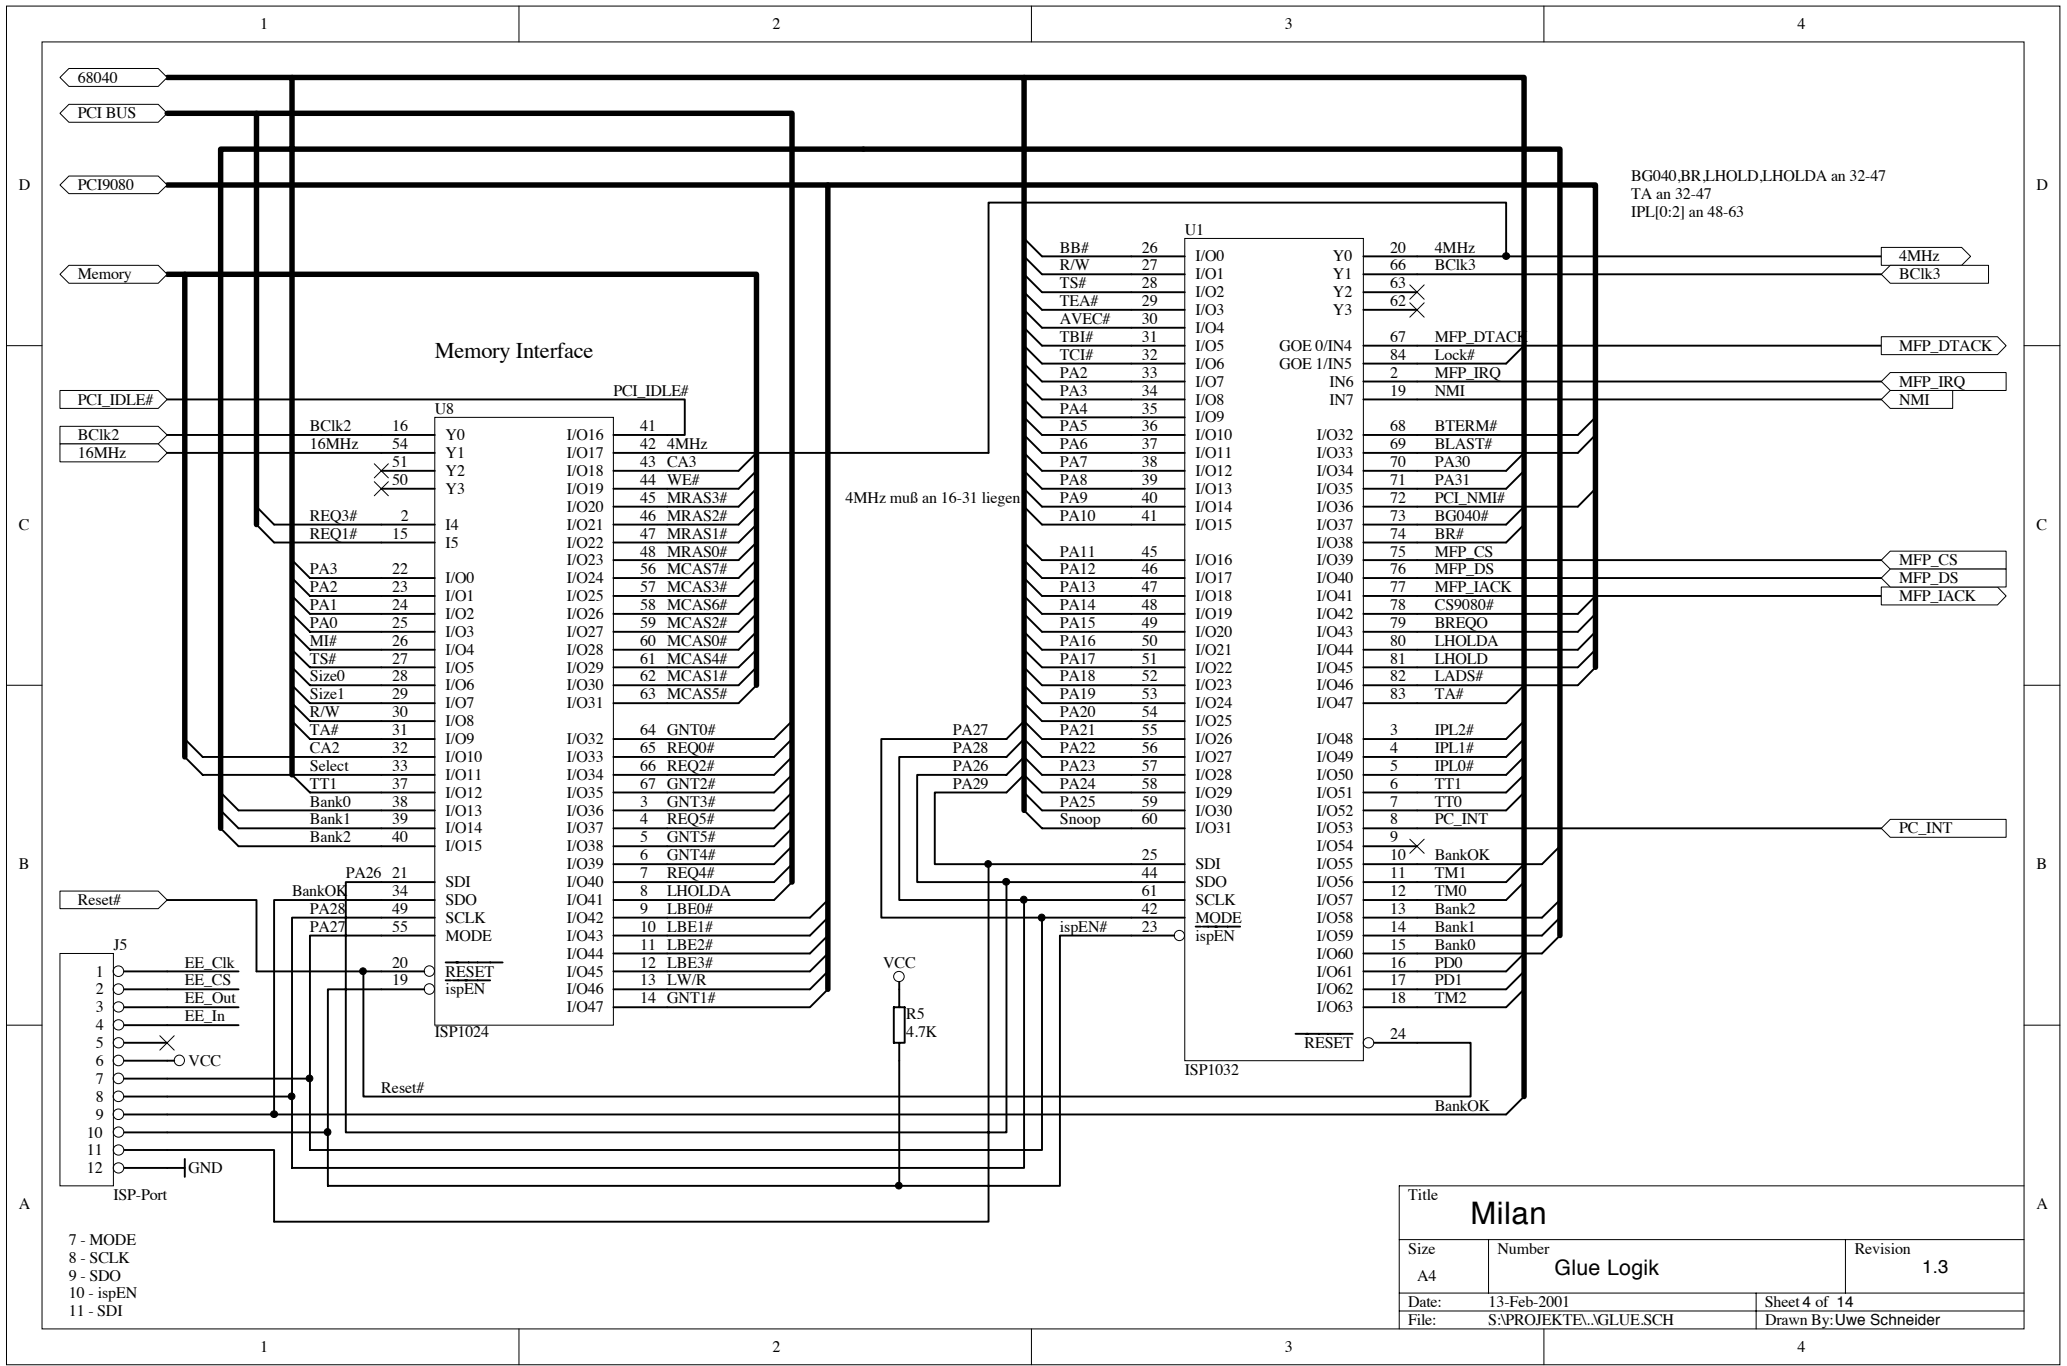 1 2 3 4
68040
PCI BUS
D PCI9080 D
BG040,BR,LHOLD,LHOLDA an 32-47
TA an 32-47
IPL[0:2] an 48-63
Memory
Memory Interface
PCI_IDLE# PCI_IDLE#
BClk2
16MHz
U8
BClk2 16 Y0 I/O16 41
16MHz 54 Y1 I/O17 42 4MHz
51 Y2 I/O18 43 CA3
50 Y3 I/O19 44 WE#
I/O20 45 MRAS3#
REQ3# 2 I4 I/O21 46 MRAS2#
REQ1# 15 I5 I/O22 47 MRAS1#
I/O23 48 MRAS0#
PA3 22 I/O0 I/O24 56 MCAS7#
PA2 23 I/O1 I/O25 57 MCAS3#
PA1 24 I/O2 I/O26 58 MCAS6#
PA0 25 I/O3 I/O27 59 MCAS2#
MI# 26 I/O4 I/O28 60 MCAS0#
TS# 27 I/O5 I/O29 61 MCAS4#
Size0 28 I/O6 I/O30 62 MCAS1#
Size1 29 I/O7 I/O31 63 MCAS5#
R/W 30 I/O8
TA# 31 I/O9 I/O32 64 GNT0#
CA2 32 I/O10 I/O33 65 REQ0#
Select 33 I/O11 I/O34 66 REQ2#
TT1 37 I/O12 I/O35 67 GNT2#
Bank0 38 I/O13 I/O36 3 GNT3#
Bank1 39 I/O14 I/O37 4 REQ5#
Bank2 40 I/O15 I/O38 5 GNT5#
I/O39 6 GNT4#
PA26 21 SDI I/O40 7 REQ4#
BankOK 34 SDO I/O41 8 LHOLDA
PA28 49 SCLK I/O42 9 LBE0#
PA27 55 MODE I/O43 10 LBE1#
I/O44 11 LBE2#
20 RESET I/O45 12 LBE3#
19 ispEN I/O46 13 LW/R
I/O47 14 GNT1#
ISP1024
4MHz muß an 16-31 liegen
U1
BB# 26 I/O0 Y0 20 4MHz
R/W 27 I/O1 Y1 66 BClk3
TS# 28 I/O2 Y2 63
TEA# 29 I/O3 Y3 62
AVEC# 30 I/O4
TBI# 31 I/O5 GOE 0/IN4 67 MFP_DTACK
TCI# 32 I/O6 GOE 1/IN5 84 Lock#
PA2 33 I/O7 IN6 2 MFP_IRQ
PA3 34 I/O8 IN7 19 NMI
PA4 35 I/O9
PA5 36 I/O10 I/O32 68 BTERM#
PA6 37 I/O11 I/O33 69 BLAST#
PA7 38 I/O12 I/O34 70 PA30
PA8 39 I/O13 I/O35 71 PA31
PA9 40 I/O14 I/O36 72 PCI_NMI#
PA10 41 I/O15 I/O37 73 BG040#
I/O38 74 BR#
PA11 45 I/O16 I/O39 75 MFP_CS
PA12 46 I/O17 I/O40 76 MFP_DS
PA13 47 I/O18 I/O41 77 MFP_IACK
PA14 48 I/O19 I/O42 78 CS9080#
PA15 49 I/O20 I/O43 79 BREQO
PA16 50 I/O21 I/O44 80 LHOLDA
PA17 51 I/O22 I/O45 81 LHOLD
PA18 52 I/O23 I/O46 82 LADS#
PA19 53 I/O24 I/O47 83 TA#
PA20 54 I/O25
PA27 PA21 55 I/O26 I/O48 3 IPL2#
PA28 PA22 56 I/O27 I/O49 4 IPL1#
PA26 PA23 57 I/O28 I/O50 5 IPL0#
PA29 PA24 58 I/O29 I/O51 6 TT1
PA25 59 I/O30 I/O52 7 TT0
Snoop 60 I/O31 I/O53 8 PC_INT
I/O54 9
25 SDI I/O55 10 BankOK
44 SDO I/O56 11 TM1
61 SCLK I/O57 12 TM0
42 MODE I/O58 13 Bank2
ispEN# 23 ispEN I/O59 14 Bank1
I/O60 15 Bank0
I/O61 16 PD0
I/O62 17 PD1
I/O63 18 TM2
RESET 24
ISP1032
4MHz
BClk3
MFP_DTACK
MFP_IRQ
NMI
MFP_CS
MFP_DS
MFP_IACK
PC_INT
C C
B B
Reset#
J5
1 EE_Clk
2 EE_CS
3 EE_Out
4 EE_In
5
6 VCC
7
8
9
10
11
12 GND
ISP-Port
VCC
R5
4.7K
Reset#
BankOK
A A
7 - MODE
8 - SCLK
9 - SDO
10 - ispEN
11 - SDI
Title
Milan
Size Number Revision
A4 Glue Logik 1.3
Date: 13-Feb-2001 Sheet 4 of 14
File: S:\PROJEKTE\..\GLUE.SCH Drawn By: Uwe Schneider
1 2 3 4